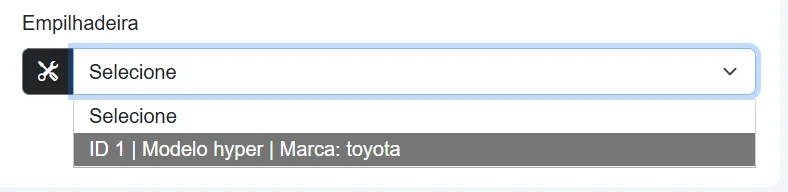 Empilhadeira
Selecione
Selecione
ID 1 | Modelo hyper | Marca: toyota